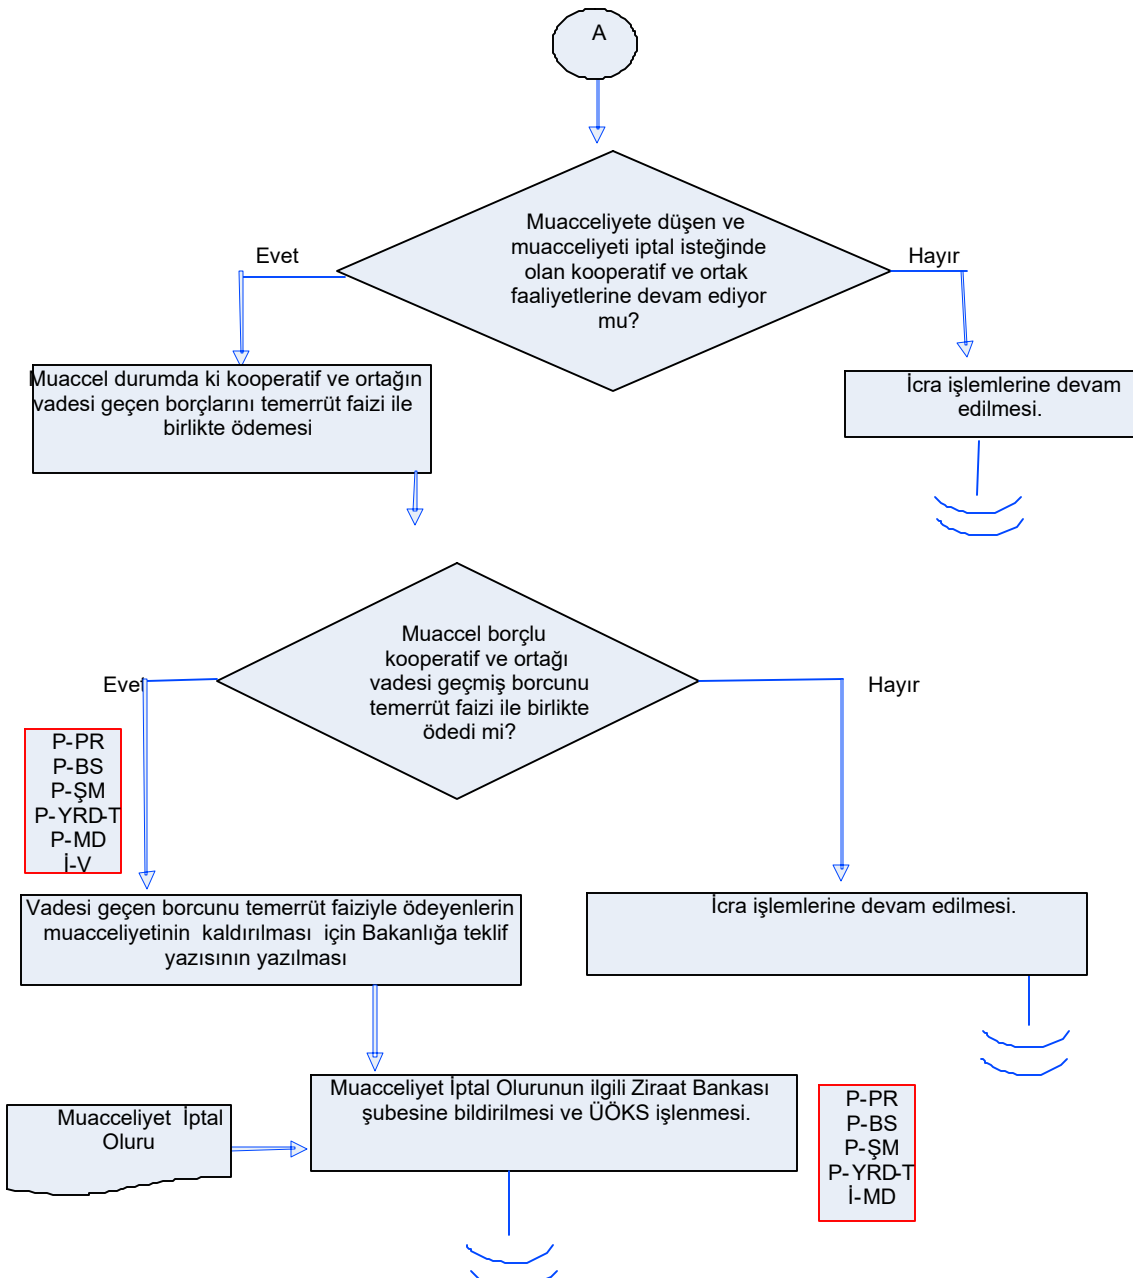 A
Muacceliyete düşen ve
muacceliyeti iptal isteğinde
olan kooperatif ve ortak
faaliyetlerine devam ediyor
mu?
Evet
Hayır
Muaccel durumda ki kooperatif ve ortağın
vadesi geçen borçlarını temerrüt faizi ile
birlikte ödemesi
İcra işlemlerine devam
edilmesi.
Muaccel borçlu
kooperatif ve ortağı
vadesi geçmiş borcunu
temerrüt faizi ile birlikte
ödedi mi?
Evet
Hayır
P-PR
P-BS
P-ŞM
P-YRD-T
P-MD
İ-V
Vadesi geçen borcunu temerrüt faiziyle ödeyenlerin
muacceliyetinin kaldırılması için Bakanlığa teklif
yazısının yazılması
İcra işlemlerine devam edilmesi.
Muacceliyet İptal Olurunun ilgili Ziraat Bankası
şubesine bildirilmesi ve ÜÖKS işlenmesi.
Muacceliyet İptal
Oluru
P-PR
P-BS
P-ŞM
P-YRD-T
İ-MD